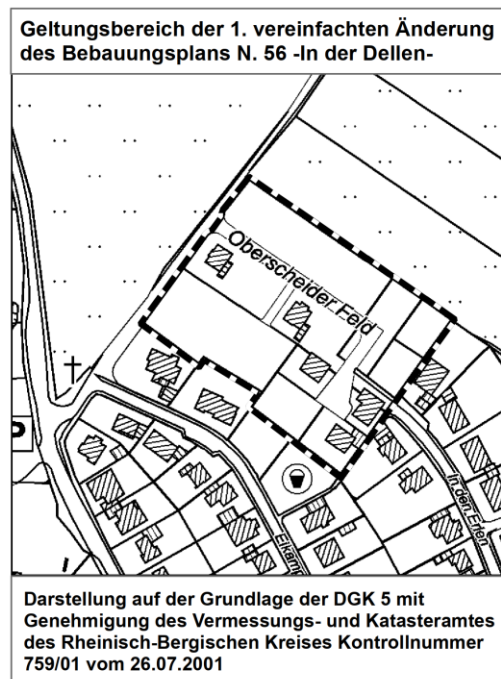 Geltungsbereich der 1. vereinfachten Änderung
des Bebauungsplans N. 56 -In der Dellen-
Oberscheider Feld
In den Erlen
Elkamp
Darstellung auf der Grundlage der DGK 5 mit
Genehmigung des Vermessungs- und Katasteramtes
des Rheinisch-Bergischen Kreises Kontrollnummer
759/01 vom 26.07.2001